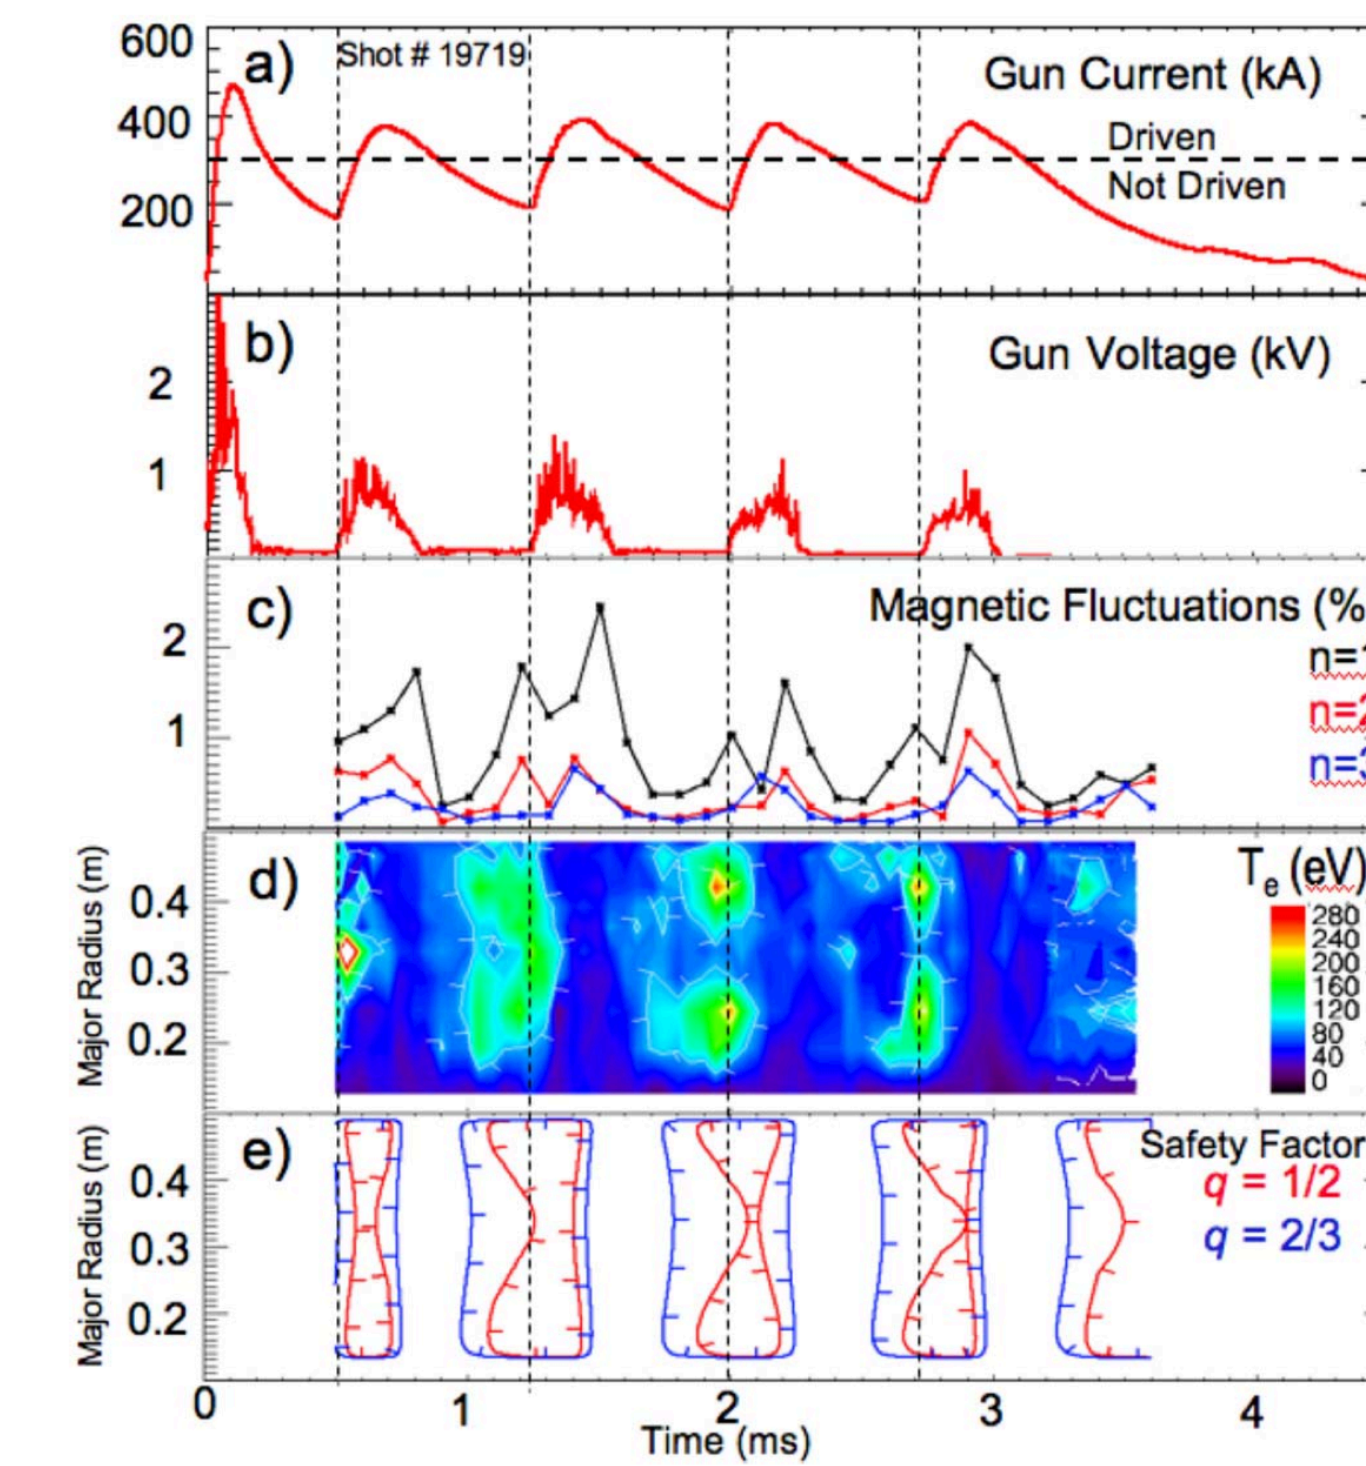 600
400
200
a)
Shot # 19719
Gun Current (kA)
Driven
Not Driven
2
1
b)
Gun Voltage (kV)
2
1
c)
Magnetic Fluctuations (%
n=1
n=2
n=3
Major Radius (m)
0.4
0.3
0.2
d)
Te (eV)
280
240
200
160
120
80
40
0
Major Radius (m)
0.4
0.3
0.2
e)
Safety Factor
q = 1/2
q = 2/3
0 1 2 3 4
Time (ms)